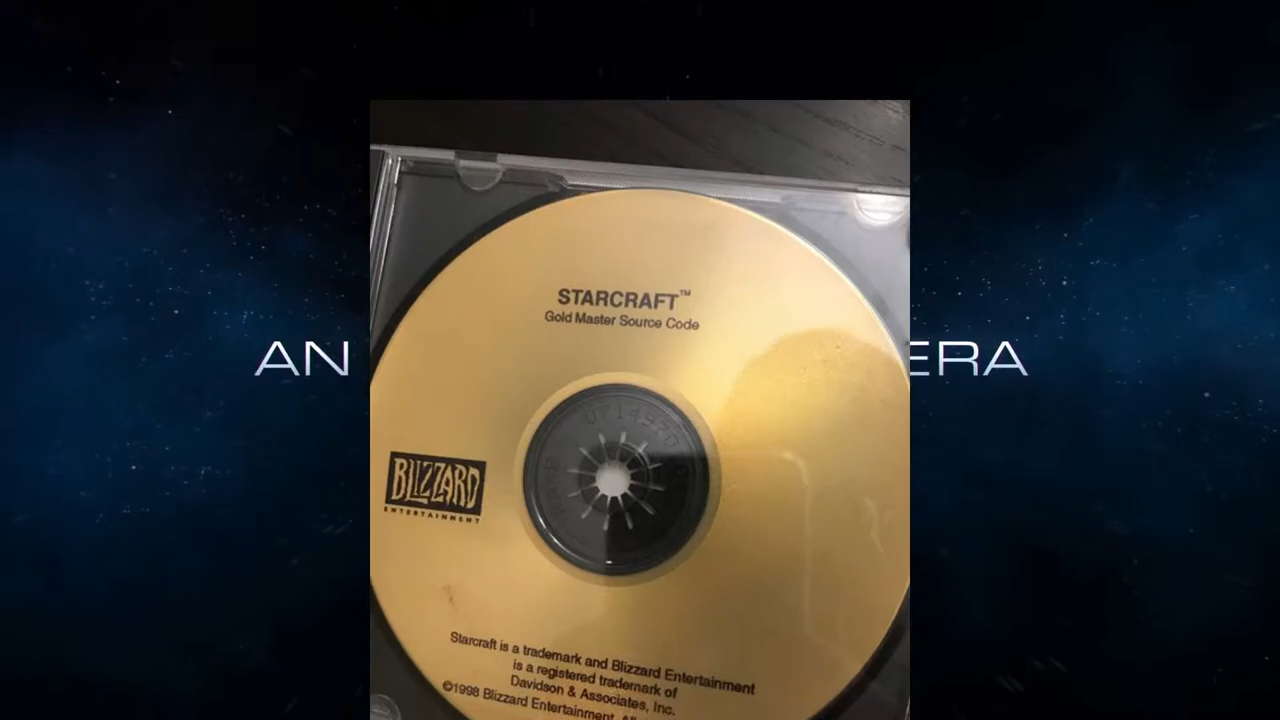 STARCRAFT™
Gold Master Source Code
AN ERA
BLIZZARD
ENTERTAINMENT
Starcraft is a trademark and Blizzard Entertainment
is a registered trademark of
Davidson & Associates, Inc.
©1998 Blizzard Entertainment.